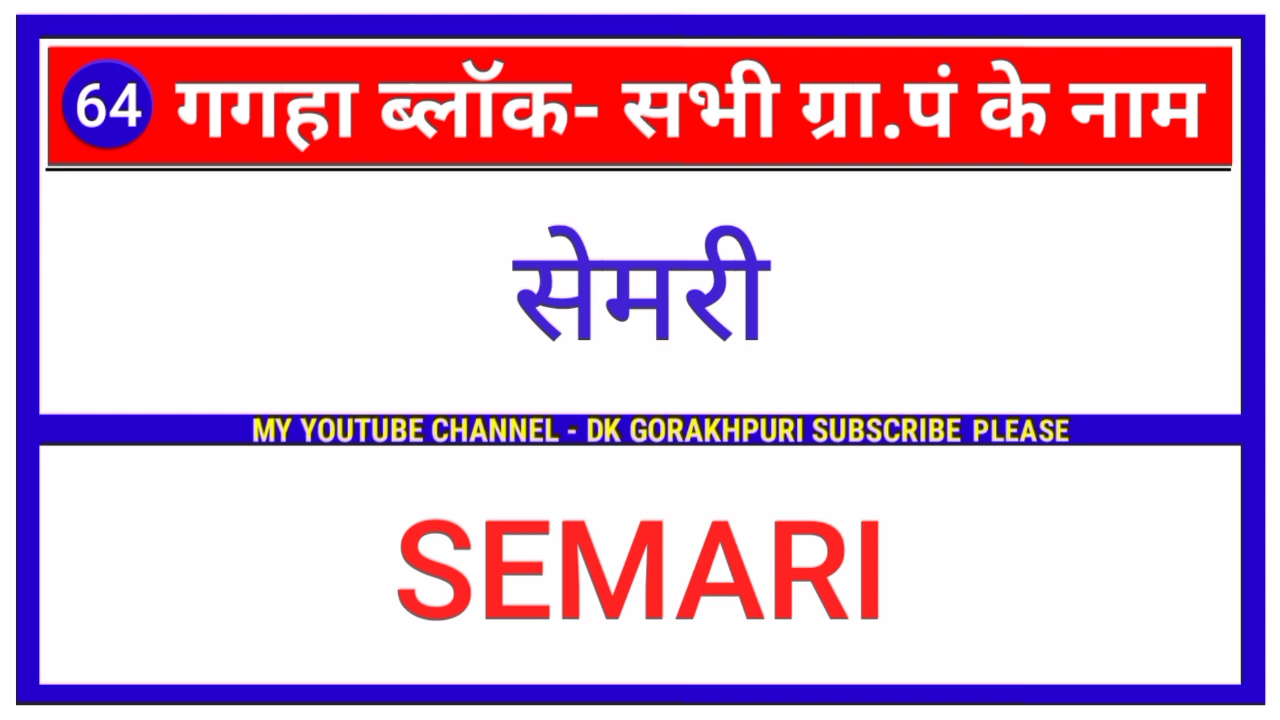 64 गगहा ब्लॉक- सभी ग्रा.पं के नाम
सेमरी
MY YOUTUBE CHANNEL - DK GORAKHPURI SUBSCRIBE PLEASE
SEMARI